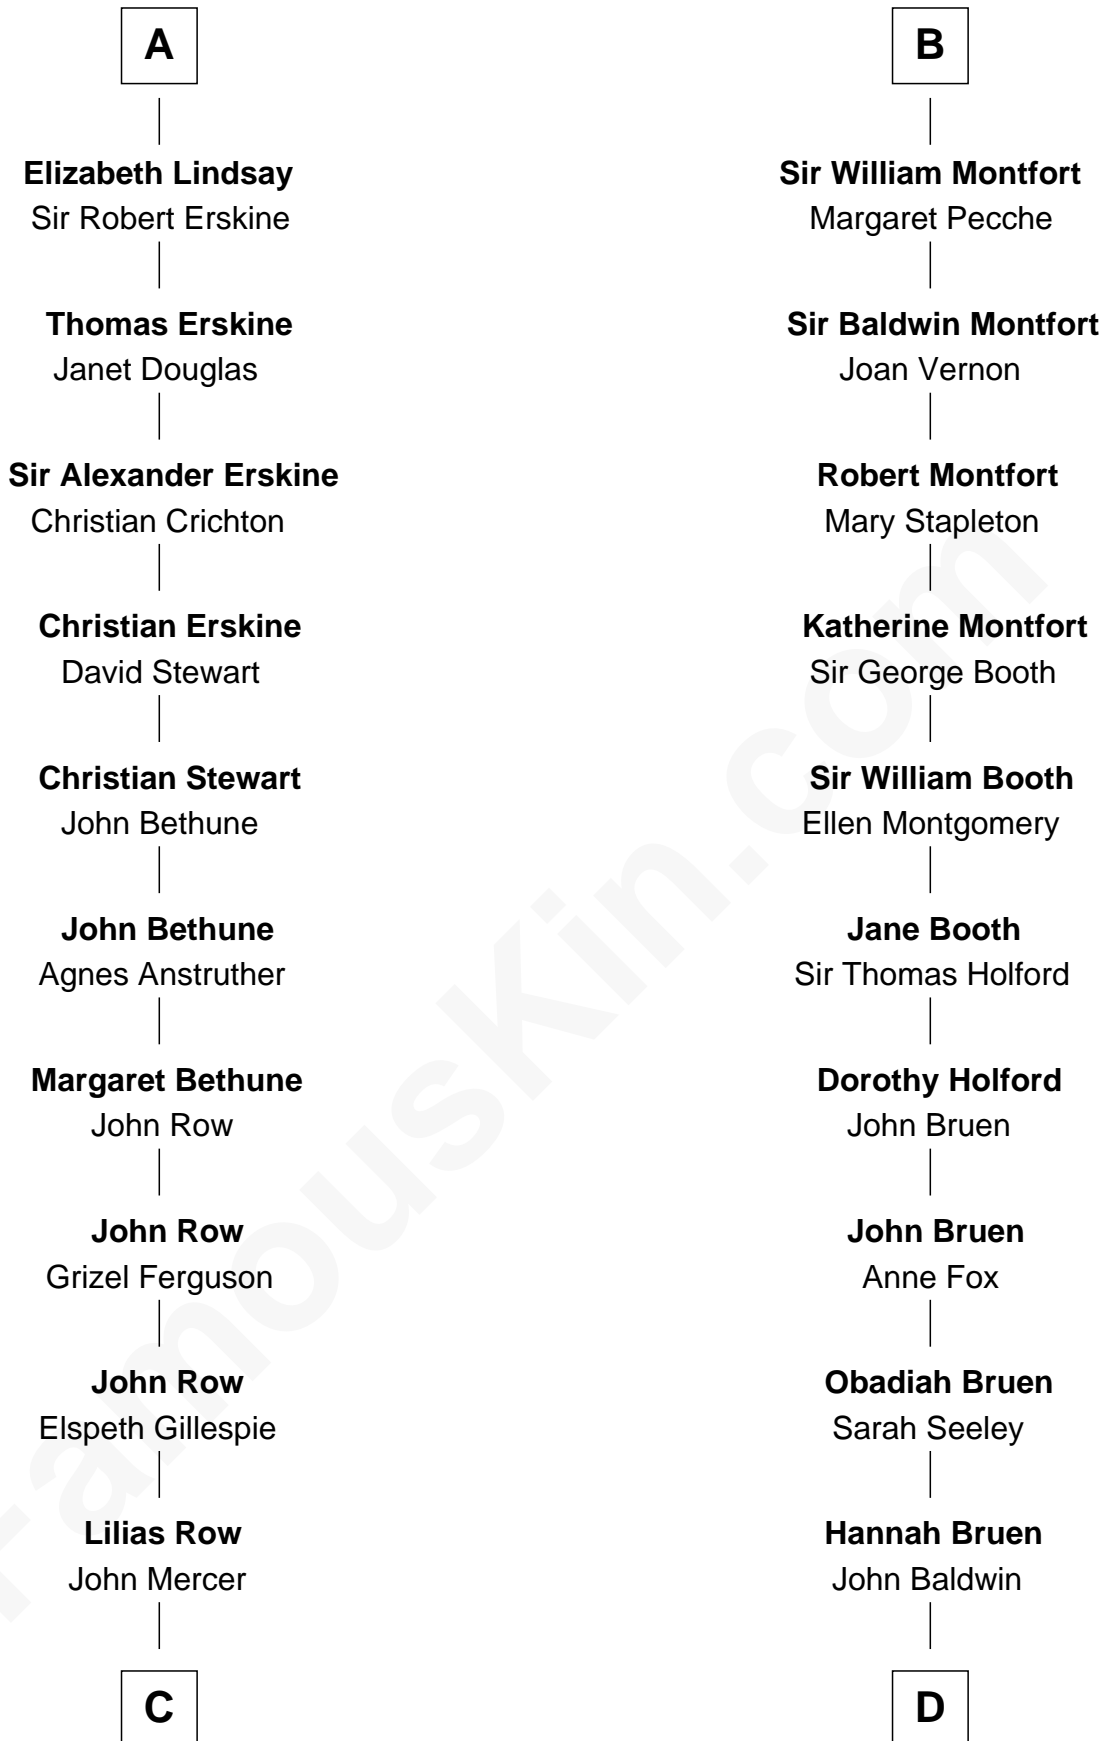 A
Elizabeth Lindsay
Sir Robert Erskine
Thomas Erskine
Janet Douglas
Sir Alexander Erskine
Christian Crichton
Christian Erskine
David Stewart
Christian Stewart
John Bethune
John Bethune
Agnes Anstruther
Margaret Bethune
John Row
John Row
Grizel Ferguson
John Row
Elspeth Gillespie
Lilias Row
John Mercer
C
B
Sir William Montfort
Margaret Pecche
Sir Baldwin Montfort
Joan Vernon
Robert Montfort
Mary Stapleton
Katherine Montfort
Sir George Booth
Sir William Booth
Ellen Montgomery
Jane Booth
Sir Thomas Holford
Dorothy Holford
John Bruen
John Bruen
Anne Fox
Obadiah Bruen
Sarah Seeley
Hannah Bruen
John Baldwin
D
FamousKin.com